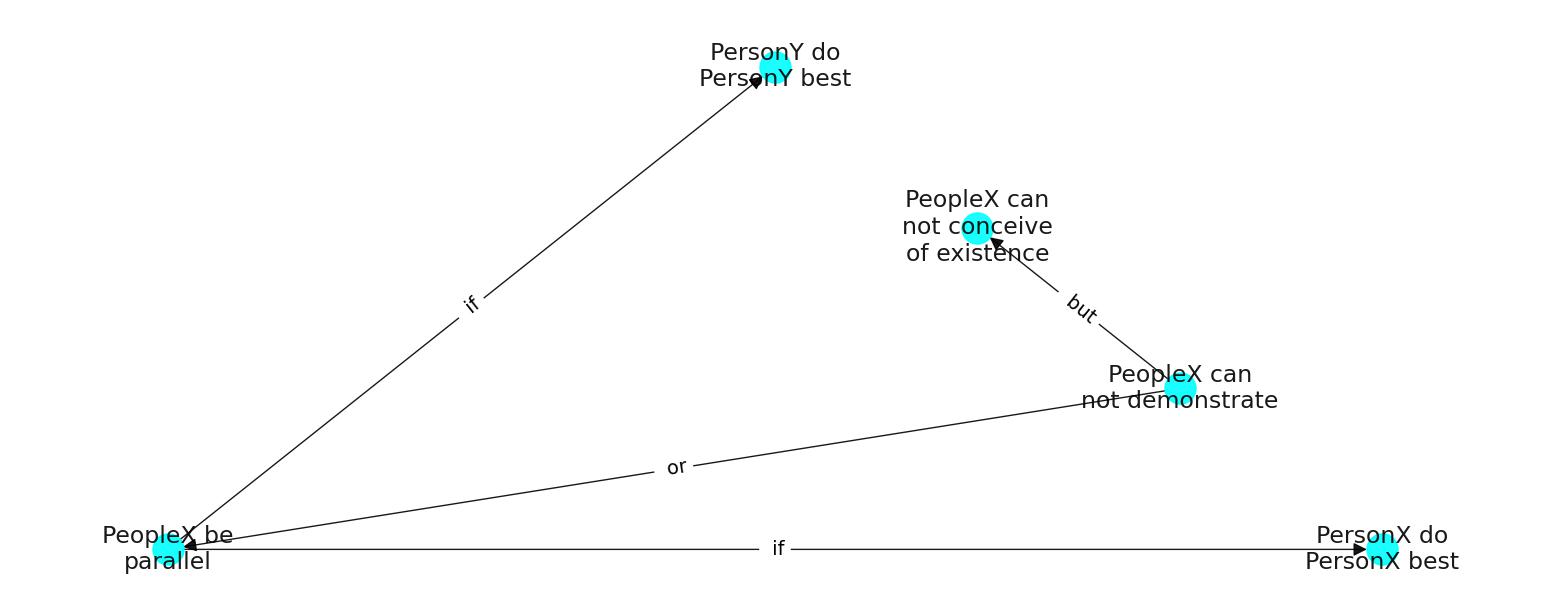 PersonY do
PersonY best
PeopleX can
not conceive
of existence
if
but
PeopleX can
not demonstrate
or
PeopleX be
parallel
if
PersonX do
PersonX best